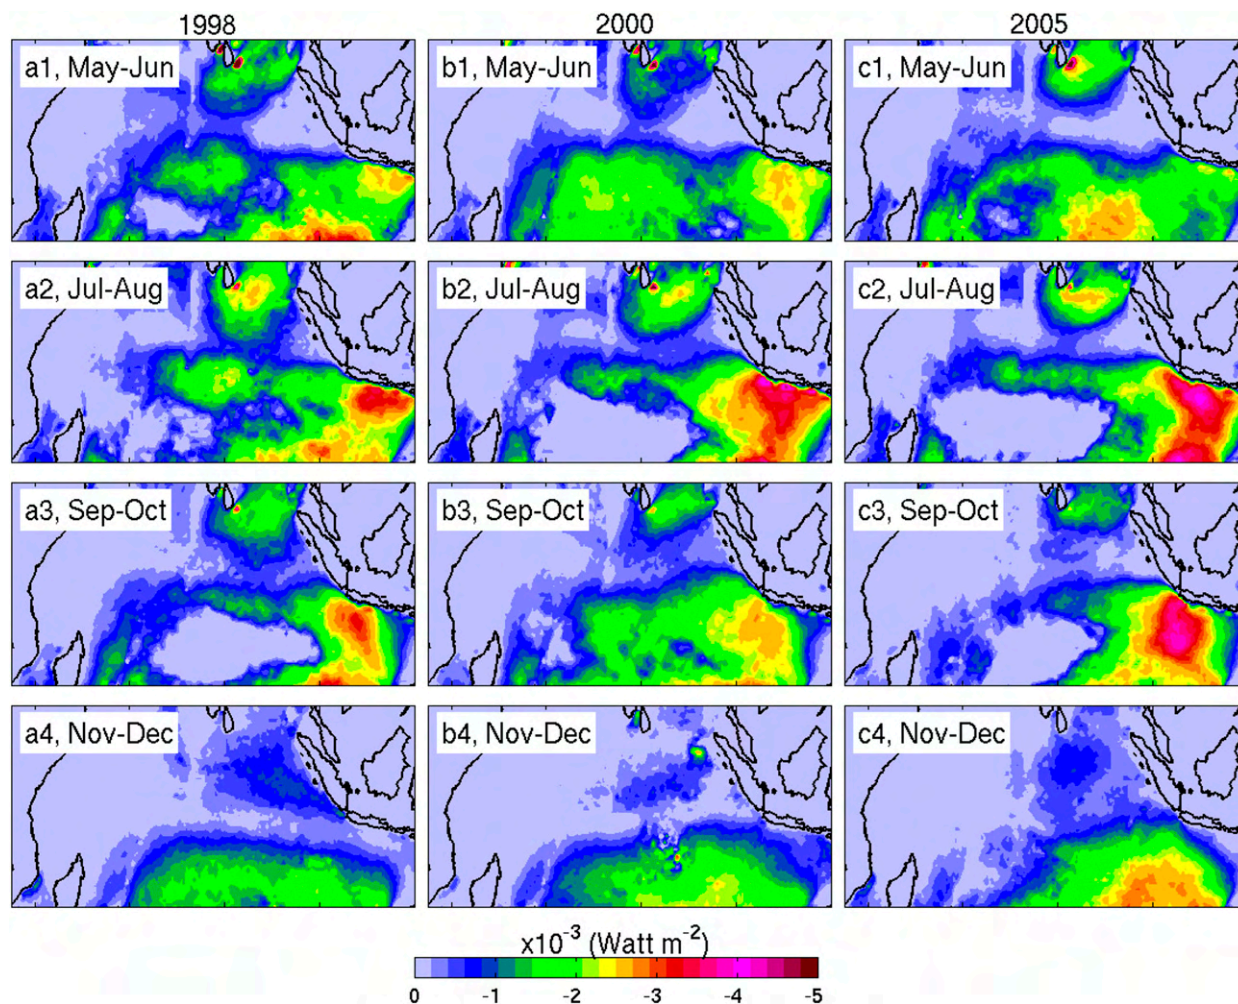 1998 2000 2005
a1, May-Jun b1, May-Jun c1, May-Jun
a2, Jul-Aug b2, Jul-Aug c2, Jul-Aug
a3, Sep-Oct b3, Sep-Oct c3, Sep-Oct
a4, Nov-Dec b4, Nov-Dec c4, Nov-Dec
x10⁻³ (Watt m⁻²)
0 -1 -2 -3 -4 -5